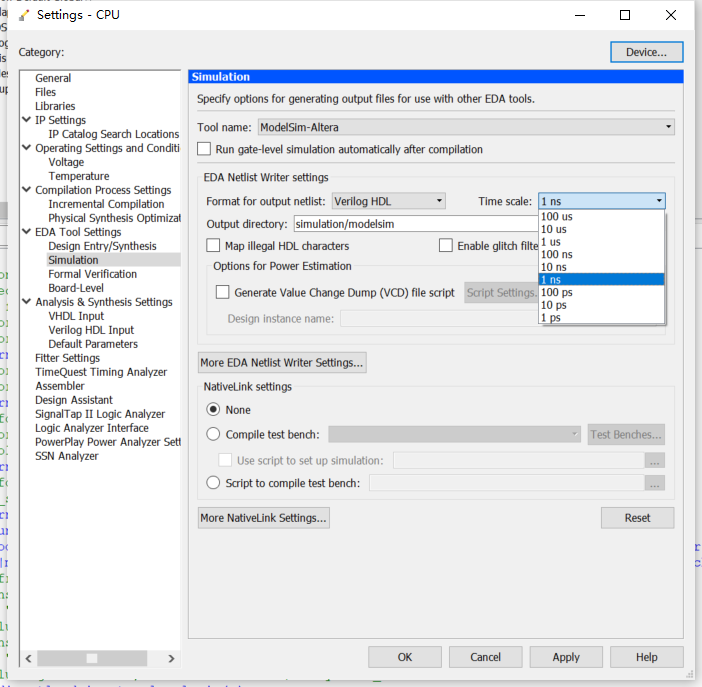 Settings - CPU
Category:
Device...
General
Files
Libraries
IP Settings
IP Catalog Search Locations
Operating Settings and Conditi
Voltage
Temperature
Compilation Process Settings
Incremental Compilation
Physical Synthesis Optimizat
EDA Tool Settings
Design Entry/Synthesis
Simulation
Formal Verification
Board-Level
Analysis & Synthesis Settings
VHDL Input
Verilog HDL Input
Default Parameters
Fitter Settings
TimeQuest Timing Analyzer
Assembler
Design Assistant
SignalTap II Logic Analyzer
Logic Analyzer Interface
PowerPlay Power Analyzer Sett
SSN Analyzer
Simulation
Specify options for generating output files for use with other EDA tools.
Tool name: ModelSim-Altera
Run gate-level simulation automatically after compilation
EDA Netlist Writer settings
Format for output netlist: Verilog HDL Time scale: 1 ns
100 us
10 us
1 us
100 ns
10 ns
1 ns
100 ps
10 ps
1 ps
Output directory: simulation/modelsim
Map illegal HDL characters Enable glitch filte
Options for Power Estimation
Generate Value Change Dump (VCD) file script Script Settings.
Design instance name:
More EDA Netlist Writer Settings...
NativeLink settings
None
Compile test bench: Test Benches...
Use script to set up simulation: ...
Script to compile test bench: ...
More NativeLink Settings... Reset
OK Cancel Apply Help